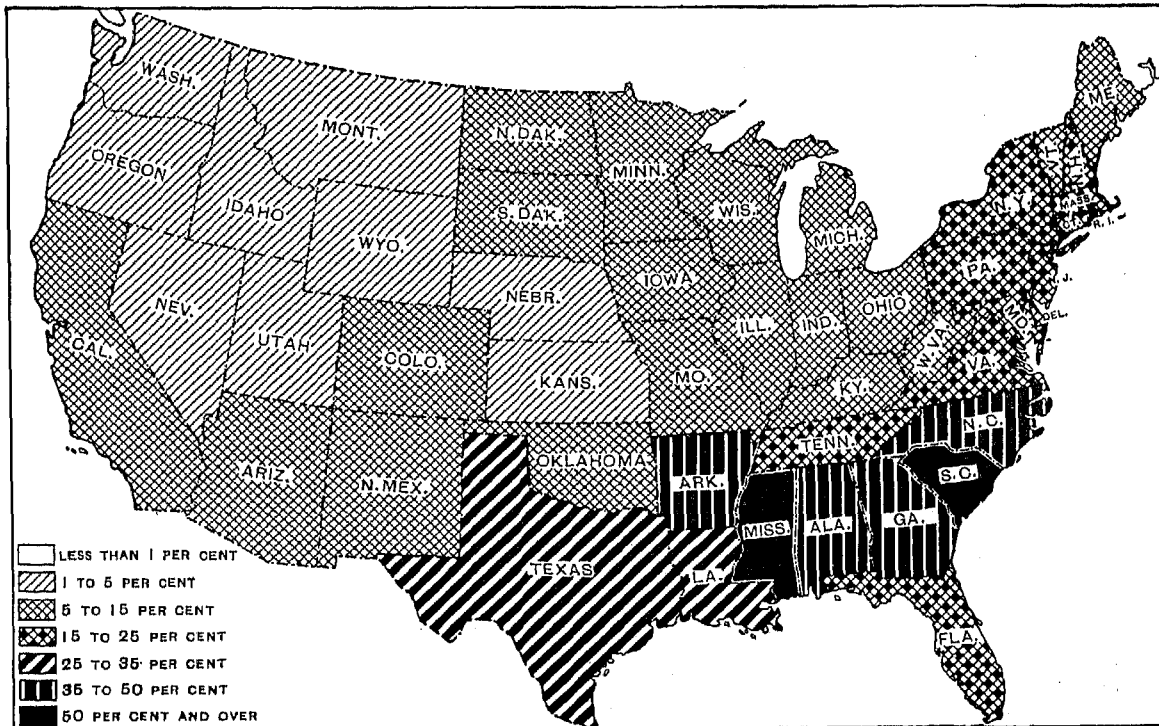 WASH.
MONT.
N.DAK.
MINN.
ME.
OREGON
IDAHO
S.DAK.
WIS.
VT.
N.H.
N.Y.
MASS.
R.I.
WYO.
MICH.
NEV.
NEBR.
IOWA
PA.
N.J.
UTAH
COLO.
ILL.
IND.
OHIO
MD.
DEL.
CAL.
KANS.
MO.
W.VA.
VA.
KY.
ARIZ.
N.MEX.
OKLAHOMA
ARK.
TENN.
N.C.
S.C.
MISS.
ALA.
GA.
TEXAS
LA.
FLA.
LESS THAN 1 PER CENT
1 TO 5 PER CENT
5 TO 15 PER CENT
15 TO 25 PER CENT
25 TO 35 PER CENT
35 TO 50 PER CENT
50 PER CENT AND OVER